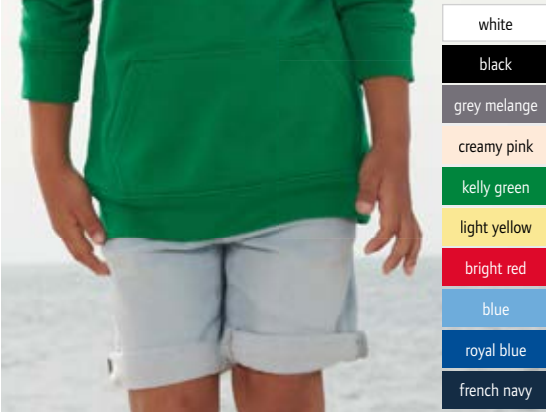 white
black
grey melange
creamy pink
kelly green
light yellow
bright red
blue
royal blue
french navy